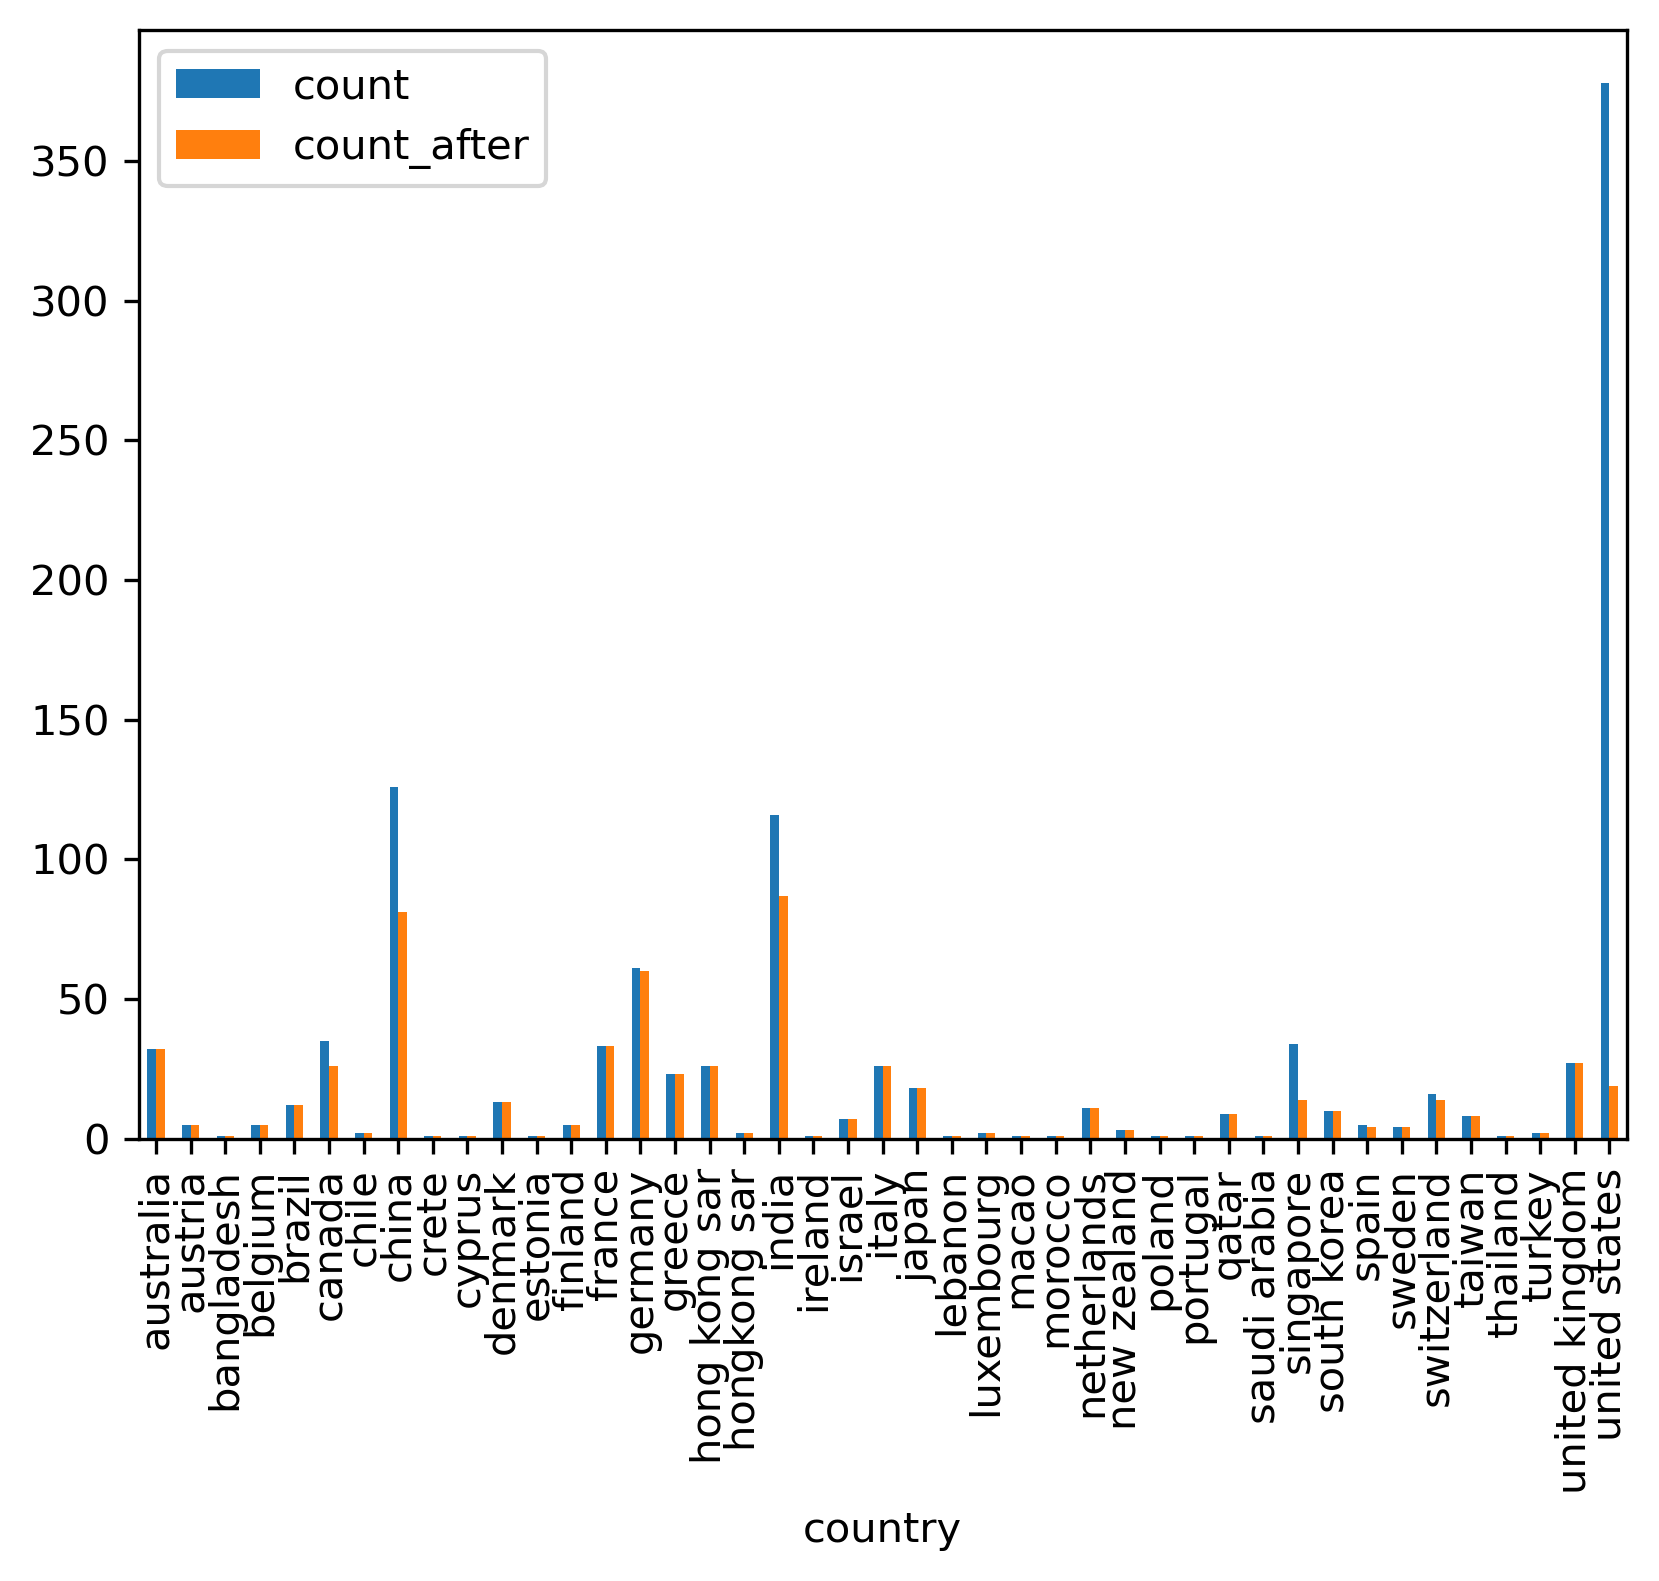 count
count_after
350
300
250
200
150
100
50
0
australia
austria
bangladesh
belgium
brazil
canada
chile
china
crete
cyprus
denmark
estonia
finland
france
germany
greece
hong kong sar
hongkong sar
india
ireland
israel
italy
japan
lebanon
luxembourg
macao
morocco
netherlands
new zealand
poland
portugal
qatar
saudi arabia
singapore
south korea
spain
sweden
switzerland
taiwan
thailand
turkey
united kingdom
united states
country